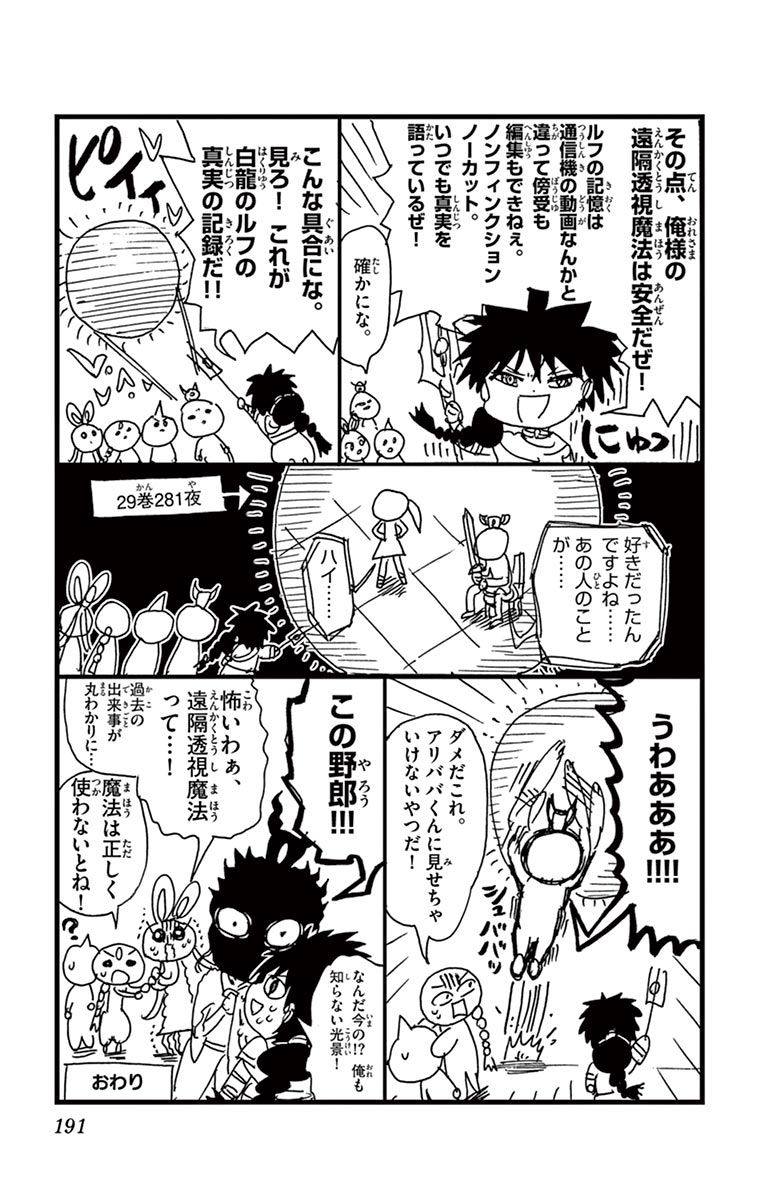 その点、俺様の
遠隔透視魔法は安全だぜ!
ルフの記憶は
通信機の動画なんかと
違って傍受も
編集もできねぇ。
ノンフィンクション
ノーカット。
いつでも真実を
語っているぜ!
にゅっ
確かにな。
こんな具合にな。
見ろ! これが
白龍のルフの
真実の記録だ!!
ピイィ
29巻281夜
好きだったん
ですよね……
あの人のこと
が……
ハイ……
うわあああ!!!!
シュババッ
ダメだこれ。
アリババくんに見せちゃ
いけないやつだ!
この野郎!!!
なんだ今の!? 俺も
知らない光景!
怖いわぁ、
遠隔透視魔法
って…!
過去の
出来事が
丸わかりに…
魔法は正しく
使わないとね!
?
おわり
191